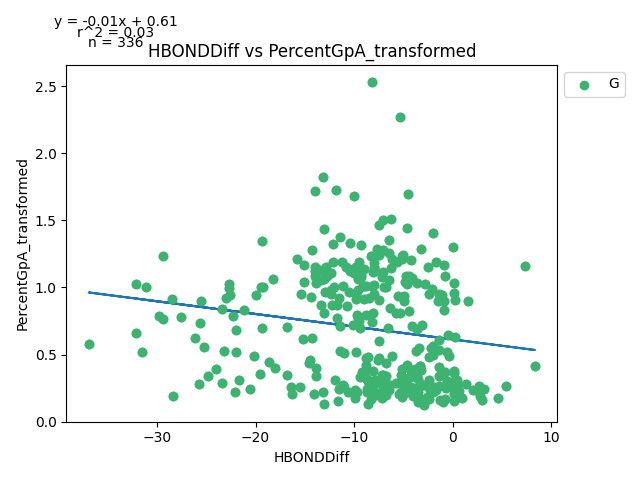 y = -0.01x + 0.61
r^2 = 0.03
n = 336
HBONDDiff vs PercentGpA_transformed
G
PercentGpA_transformed
2.5
2.0
1.5
1.0
0.5
0.0
−30
−20
−10
0
10
HBONDDiff